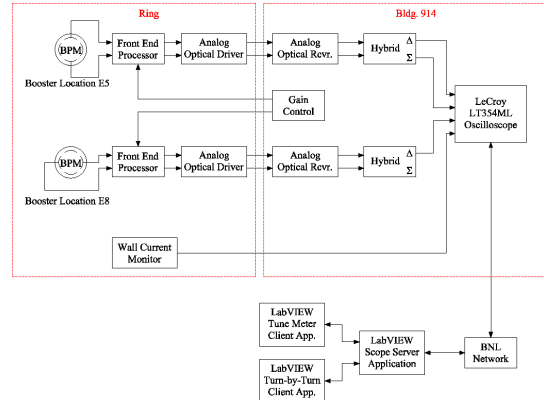 Ring
Bldg. 914
BPM
Front End
Processor
Analog
Optical Driver
Analog
Optical Rcvr.
Hybrid
Δ
Σ
Booster Location E5
Gain
Control
LeCroy
LT354ML
Oscilloscope
BPM
Front End
Processor
Analog
Optical Driver
Analog
Optical Rcvr.
Hybrid
Δ
Σ
Booster Location E8
Wall Current
Monitor
LabVIEW
Tune Meter
Client App.
LabVIEW
Scope Server
Application
BNL
Network
LabVIEW
Turn-by-Turn
Client App.